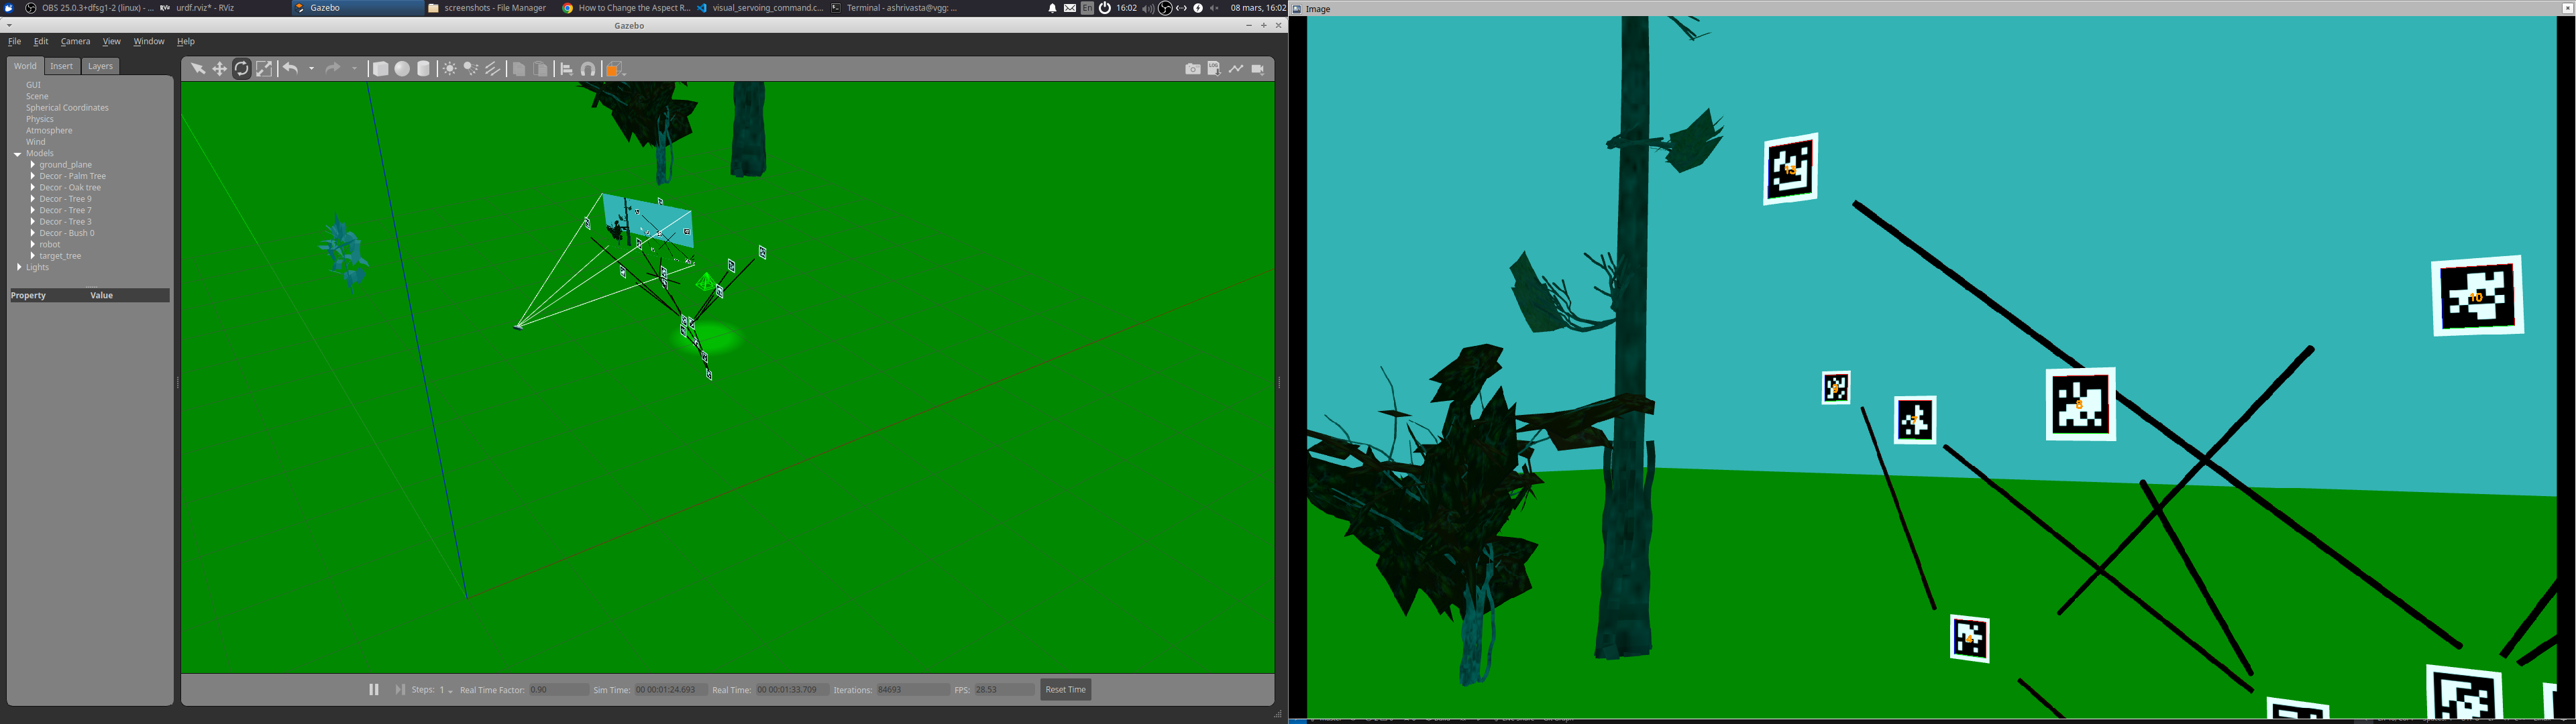 OBS 25.0.3+dfsg1-2 (linux) - ... urdf.rviz* - RViz Gazebo screenshots - File Manager How to Change the Aspect R... visual_servoing_command.c... Terminal - ashrivasta@vgg: ... En 16:02 08 mars, 16:02
Image
Gazebo
File Edit Camera View Window Help
World Insert Layers
GUI
Scene
Spherical Coordinates
Physics
Atmosphere
Wind
Models
ground_plane
Decor - Palm Tree
Decor - Oak tree
Decor - Tree 9
Decor - Tree 7
Decor - Tree 3
Decor - Bush 0
robot
target_tree
Lights
Property Value
10
Steps: 1 Real Time Factor: 0.90 Sim Time: 00 00:01:24.693 Real Time: 00 00:01:33.709 Iterations: 84693 FPS: 28.53 Reset Time